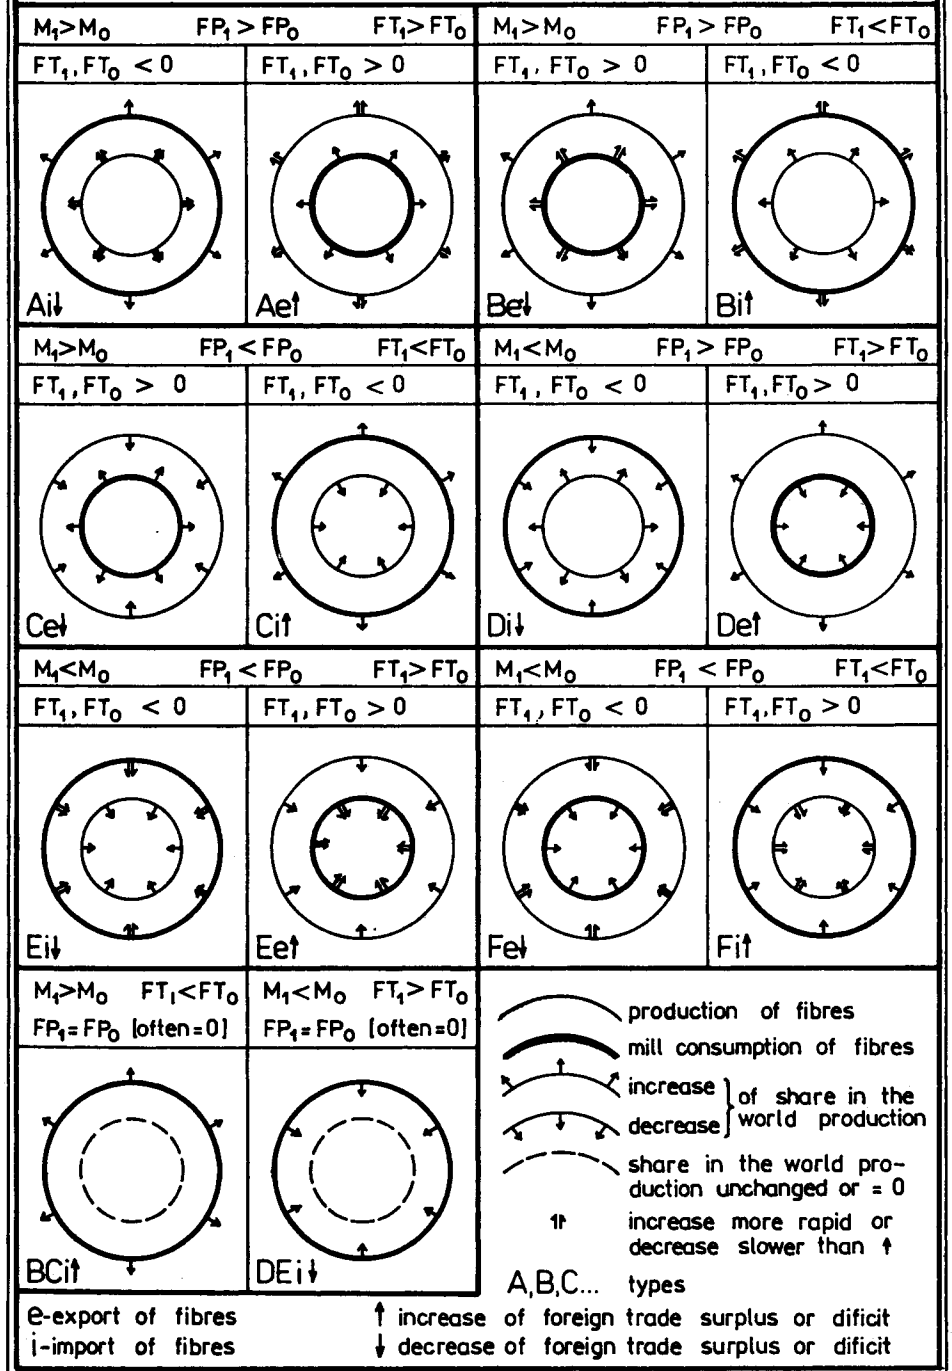 M₁>M₀ FP₁ > FP₀ FT₁>FT₀
FT₁, FT₀ < 0
FT₁, FT₀ > 0
Ai↓
Ae↑
M₁>M₀ FP₁ > FP₀ FT₁<FT₀
FT₁, FT₀ > 0
FT₁, FT₀ < 0
Be↓
Bi↑
M₁>M₀ FP₁ < FP₀ FT₁<FT₀
FT₁, FT₀ > 0
FT₁, FT₀ < 0
Ce↓
Ci↑
M₁<M₀ FP₁ > FP₀ FT₁>FT₀
FT₁, FT₀ < 0
FT₁, FT₀ > 0
Di↓
De↑
M₁<M₀ FP₁ < FP₀ FT₁>FT₀
FT₁, FT₀ < 0
FT₁, FT₀ > 0
Ei↓
Ee↑
M₁<M₀ FP₁ < FP₀ FT₁<FT₀
FT₁, FT₀ < 0
FT₁, FT₀ > 0
Fe↓
Fi↑
M₁>M₀ FT₁<FT₀
FP₁=FP₀ [often=0]
BCi↑
M₁<M₀ FT₁>FT₀
FP₁=FP₀ [often=0]
DEi↓
production of fibres
mill consumption of fibres
increase
decrease
of share in the
world production
share in the world pro-
duction unchanged or = 0
⥮ increase more rapid or
decrease slower than ↑
A,B,C... types
e-export of fibres
i-import of fibres
↑ increase of foreign trade surplus or dificit
↓ decrease of foreign trade surplus or dificit